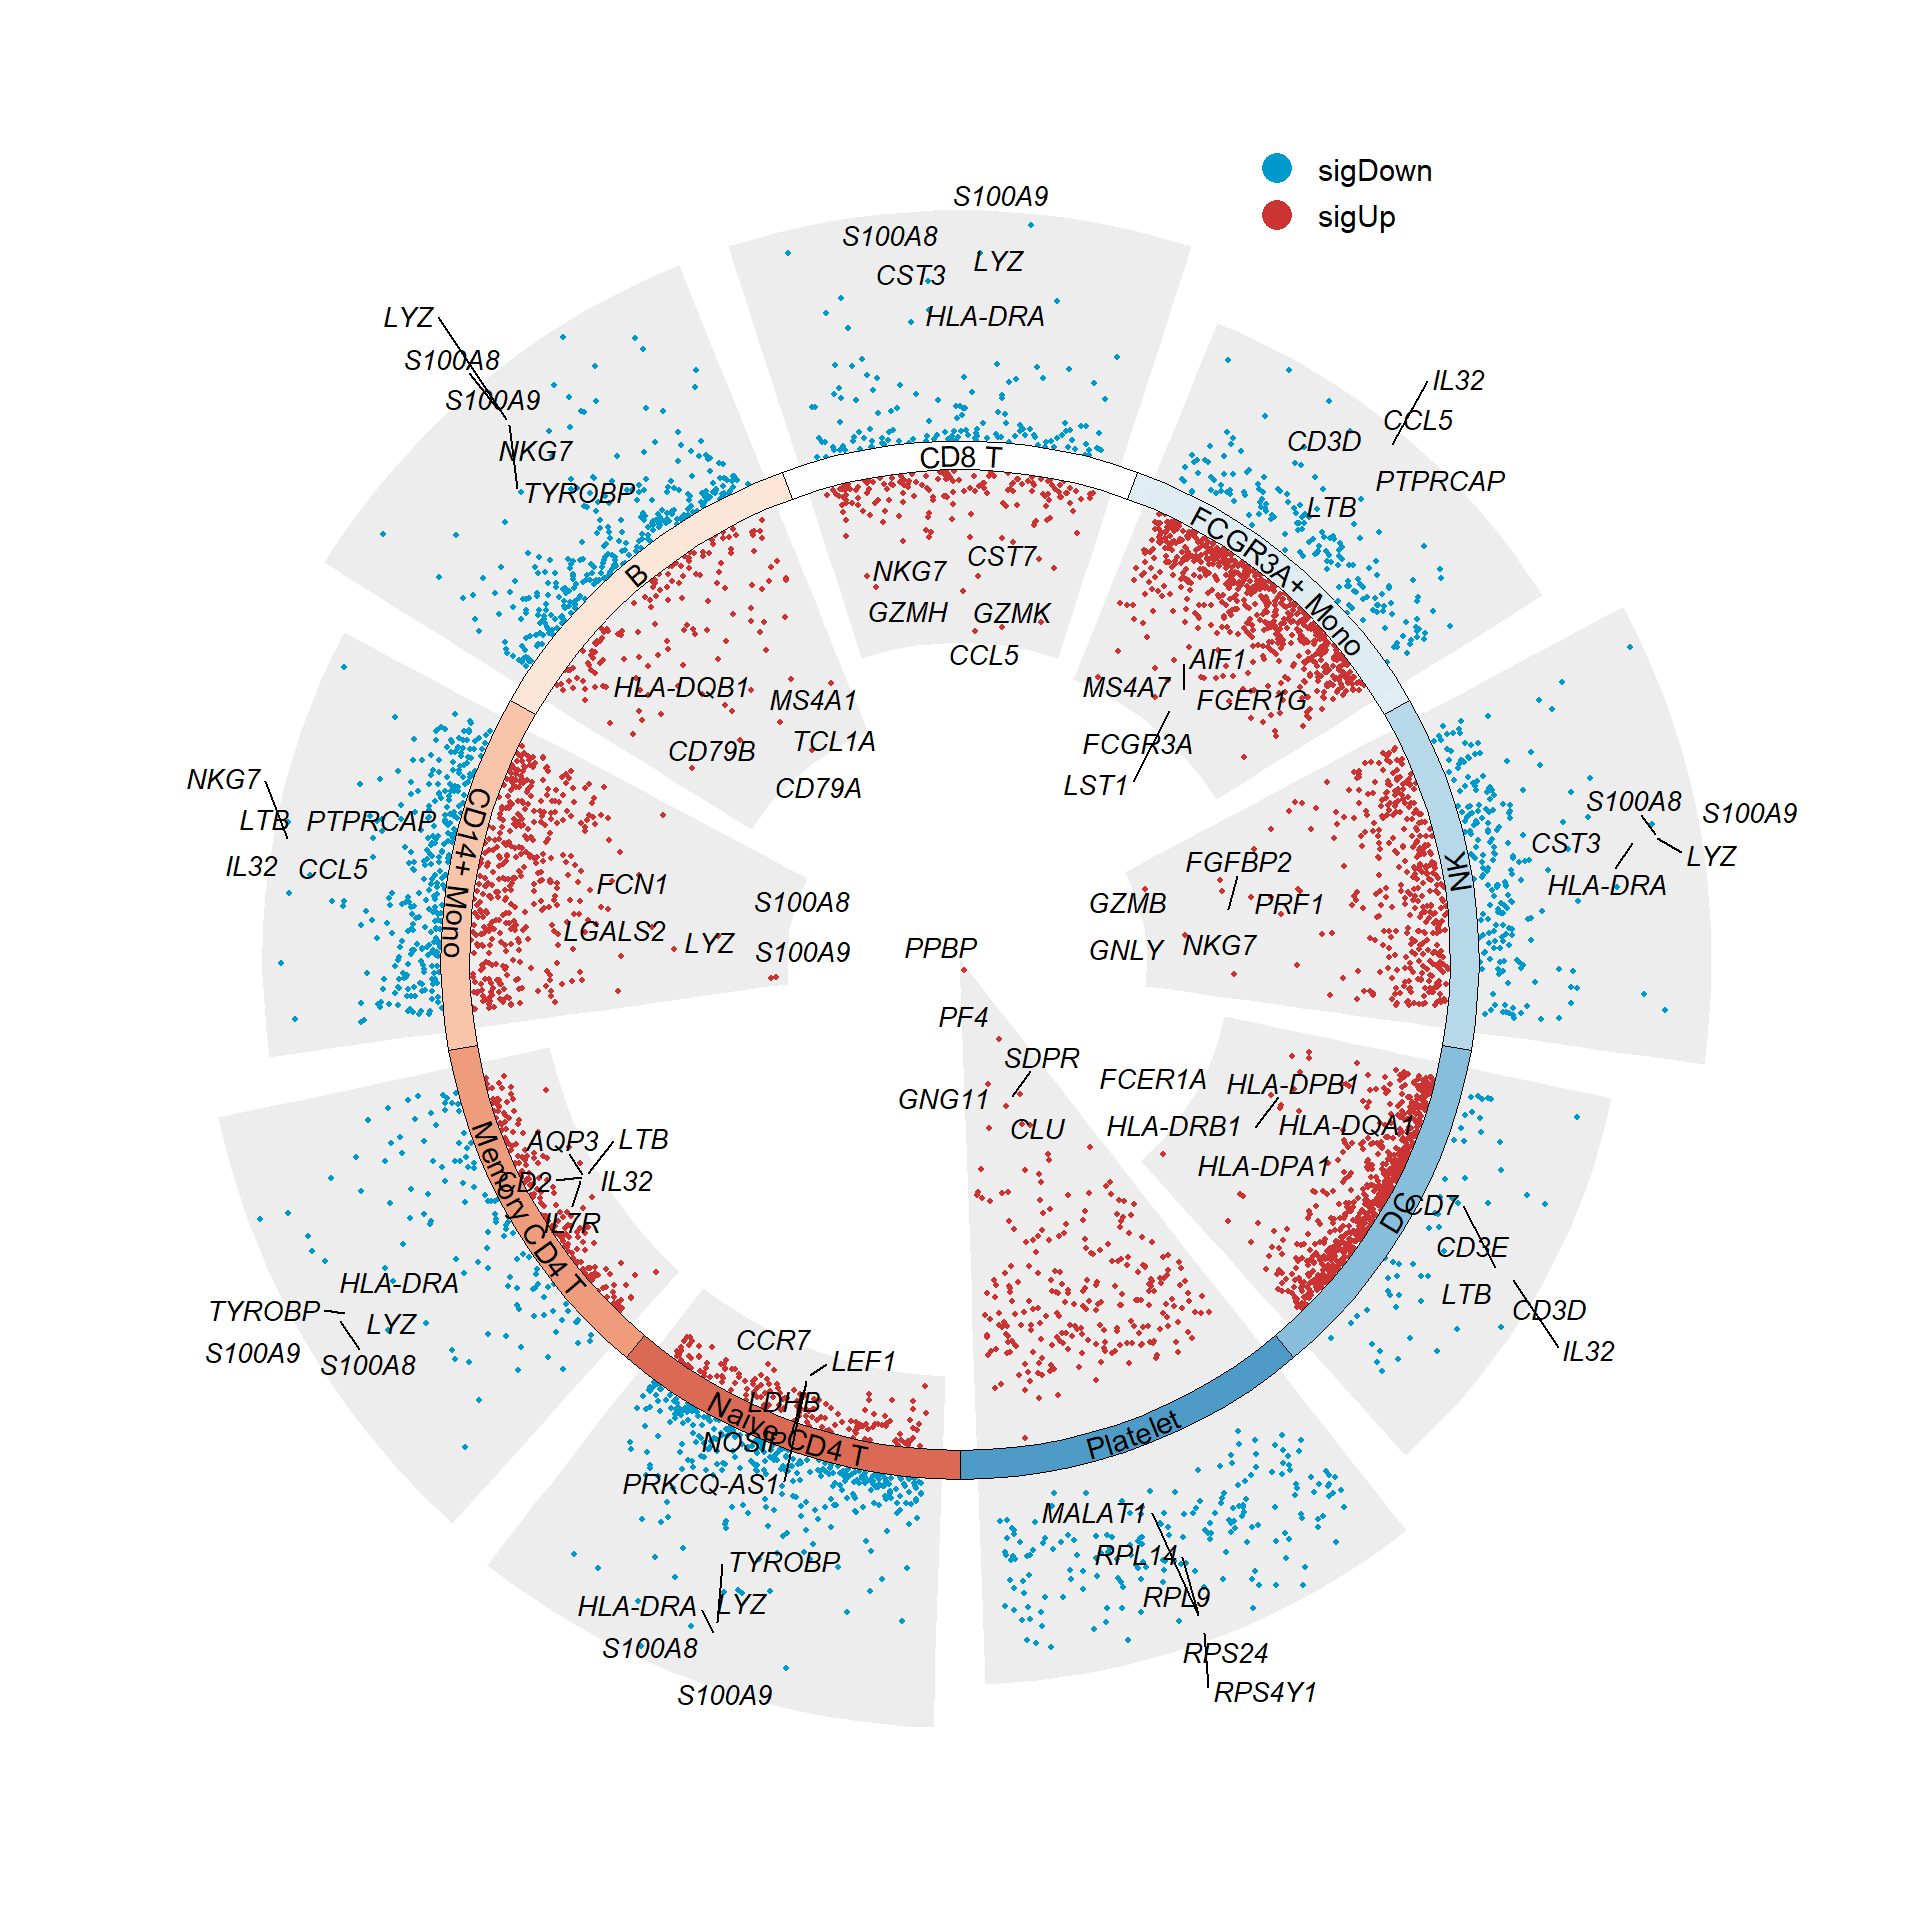 sigDown
sigUp
S100A9
S100A8
LYZ
CST3
HLA-DRA
CD8 T
NKG7
CST7
GZMH
GZMK
CCL5
IL32
CCL5
CD3D
PTPRCAP
LTB
FCGR3A+ Mono
AIF1
MS4A7
FCER1G
FCGR3A
LST1
S100A8
S100A9
CST3
LYZ
HLA-DRA
NK
FGFBP2
GZMB
PRF1
GNLY
NKG7
FCER1A
HLA-DPB1
HLA-DRB1
HLA-DQA1
HLA-DPA1
DC
CD7
CD3E
LTB
CD3D
IL32
PPBP
PF4
SDPR
GNG11
CLU
Platelet
MALAT1
RPL14
RPL9
RPS24
RPS4Y1
CCR7
LEF1
LDHB
NOSIP
Naive CD4 T
PRKCQ-AS1
TYROBP
HLA-DRA
LYZ
S100A8
S100A9
AQP3
LTB
CD2
IL32
IL7R
Memory CD4 T
HLA-DRA
TYROBP
LYZ
S100A9
S100A8
NKG7
LTB
PTPRCAP
IL32
CCL5
CD14+ Mono
FCN1
S100A8
LGALS2
LYZ
S100A9
LYZ
S100A8
S100A9
NKG7
TYROBP
B
HLA-DQB1
MS4A1
CD79B
TCL1A
CD79A